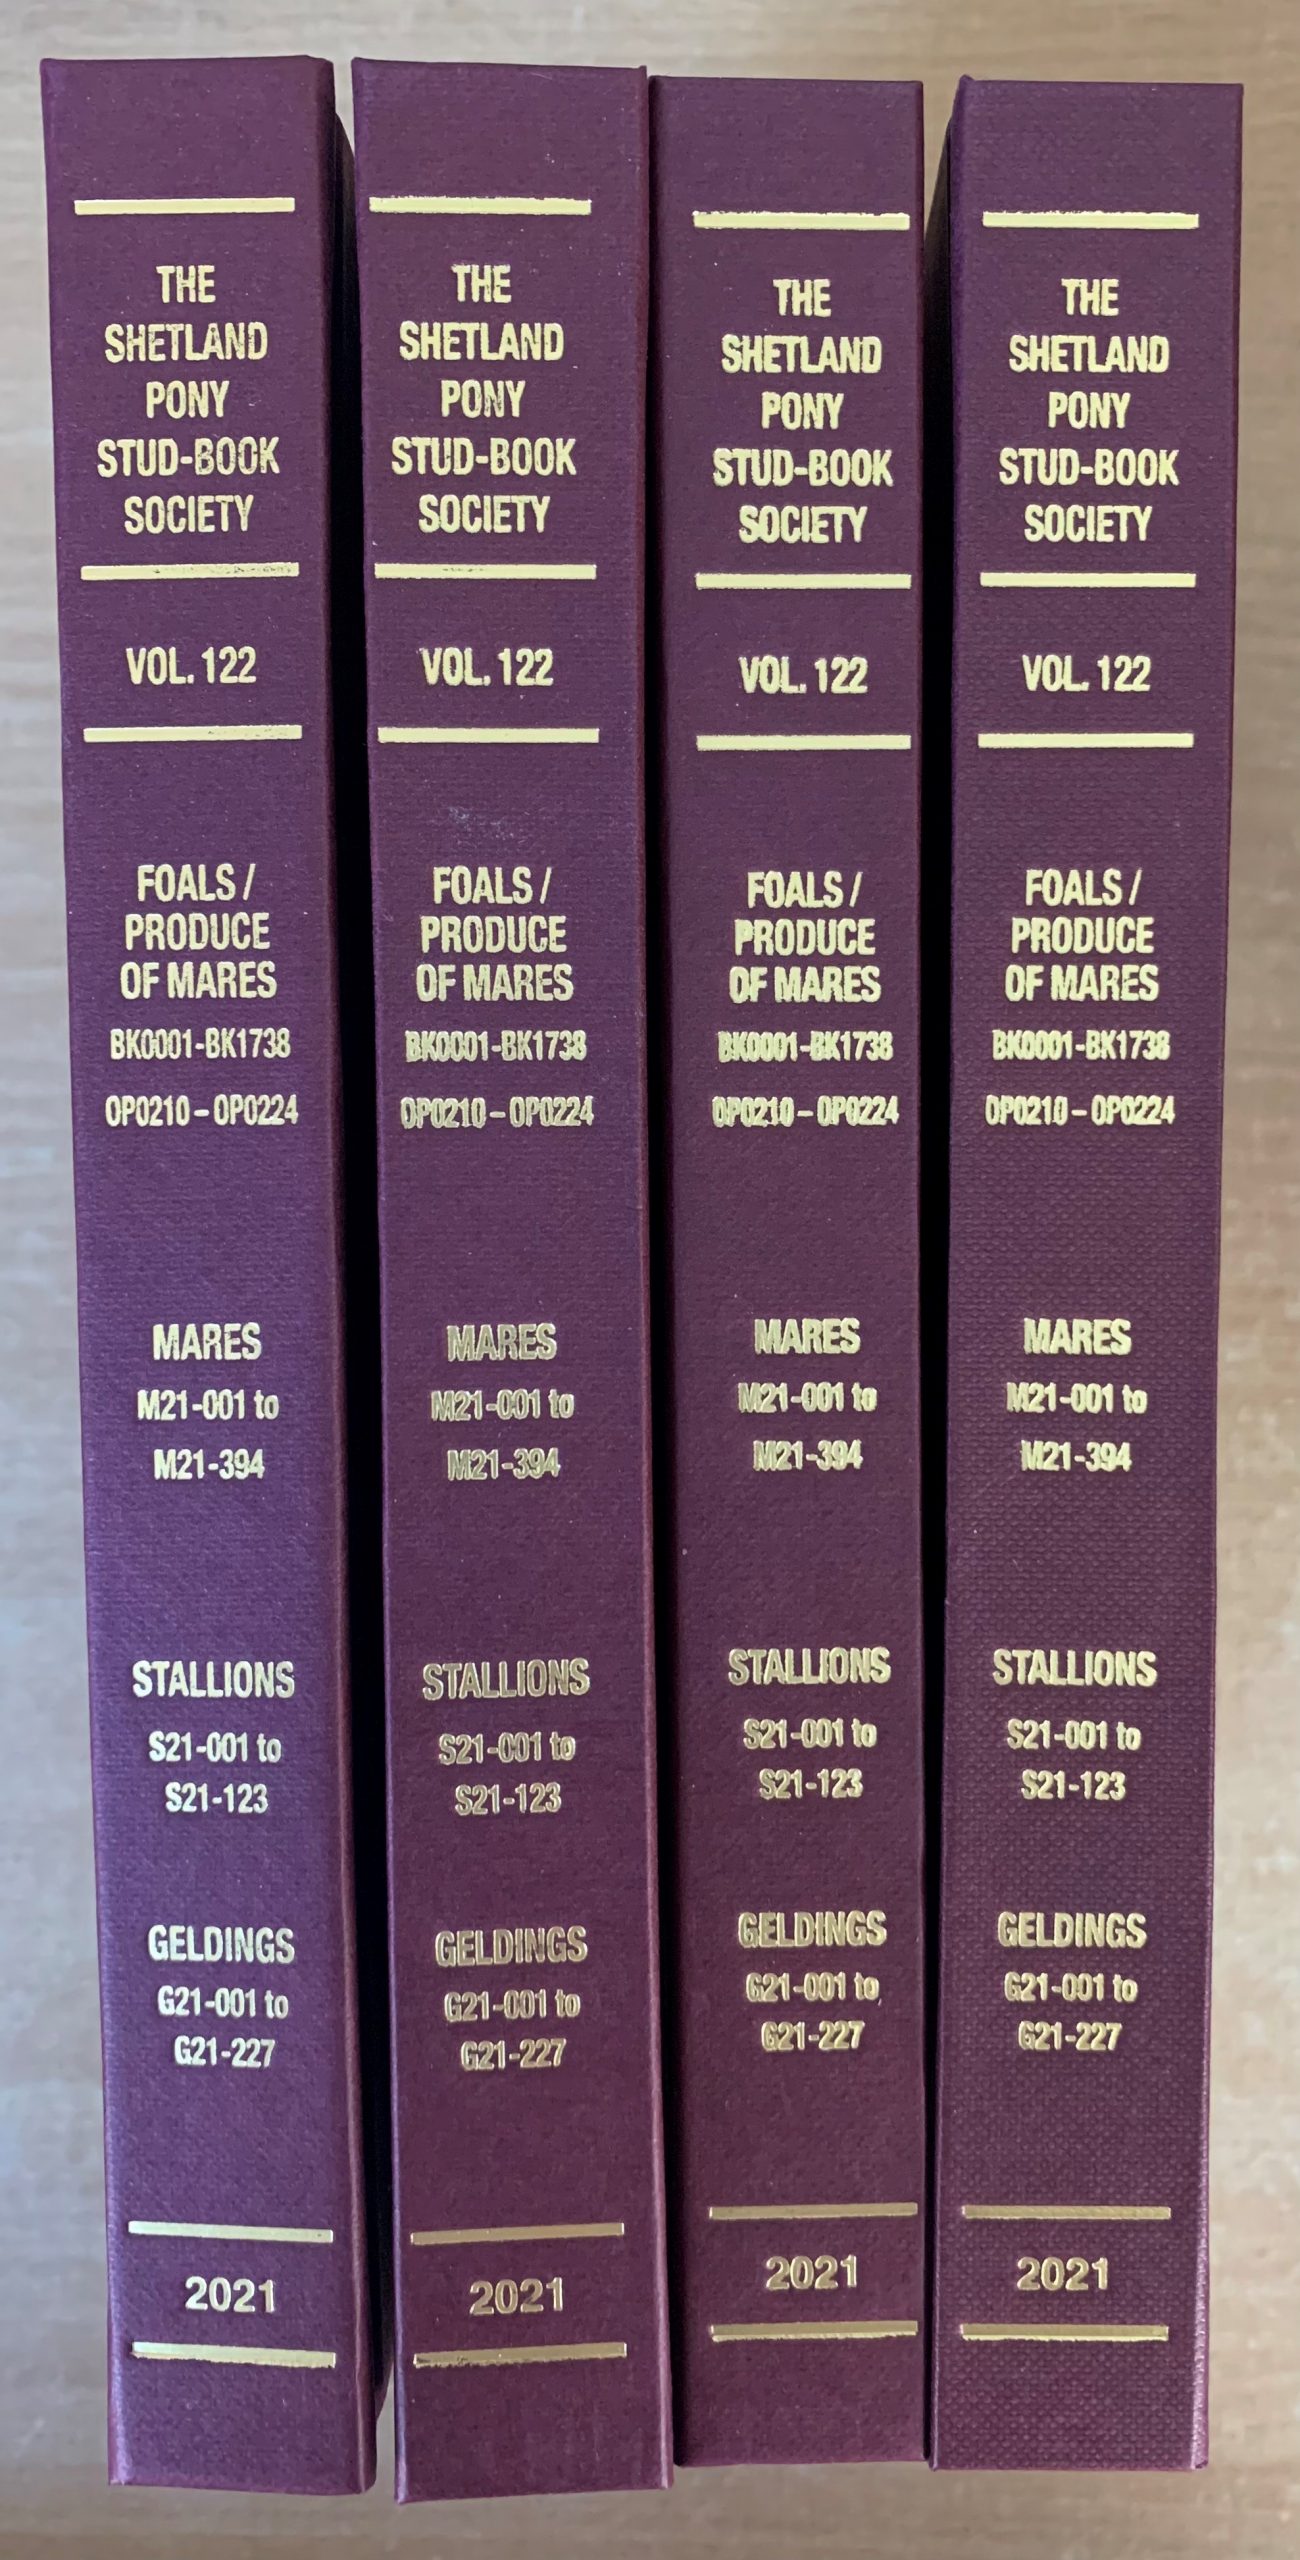 THE
SHETLAND
PONY
STUD-BOOK
SOCIETY
VOL. 122
FOALS /
PRODUCE
OF MARES
BK0001-BK1738
OP0210 – OP0224
MARES
M21-001 to
M21-394
STALLIONS
S21-001 to
S21-123
GELDINGS
G21-001 to
G21-227
2021
THE
SHETLAND
PONY
STUD-BOOK
SOCIETY
VOL. 122
FOALS /
PRODUCE
OF MARES
BK0001-BK1738
OP0210 – OP0224
MARES
M21-001 to
M21-394
STALLIONS
S21-001 to
S21-123
GELDINGS
G21-001 to
G21-227
2021
THE
SHETLAND
PONY
STUD-BOOK
SOCIETY
VOL. 122
FOALS /
PRODUCE
OF MARES
BK0001-BK1738
OP0210 – OP0224
MARES
M21-001 to
M21-394
STALLIONS
S21-001 to
S21-123
GELDINGS
G21-001 to
G21-227
2021
THE
SHETLAND
PONY
STUD-BOOK
SOCIETY
VOL. 122
FOALS /
PRODUCE
OF MARES
BK0001-BK1738
OP0210 – OP0224
MARES
M21-001 to
M21-394
STALLIONS
S21-001 to
S21-123
GELDINGS
G21-001 to
G21-227
2021